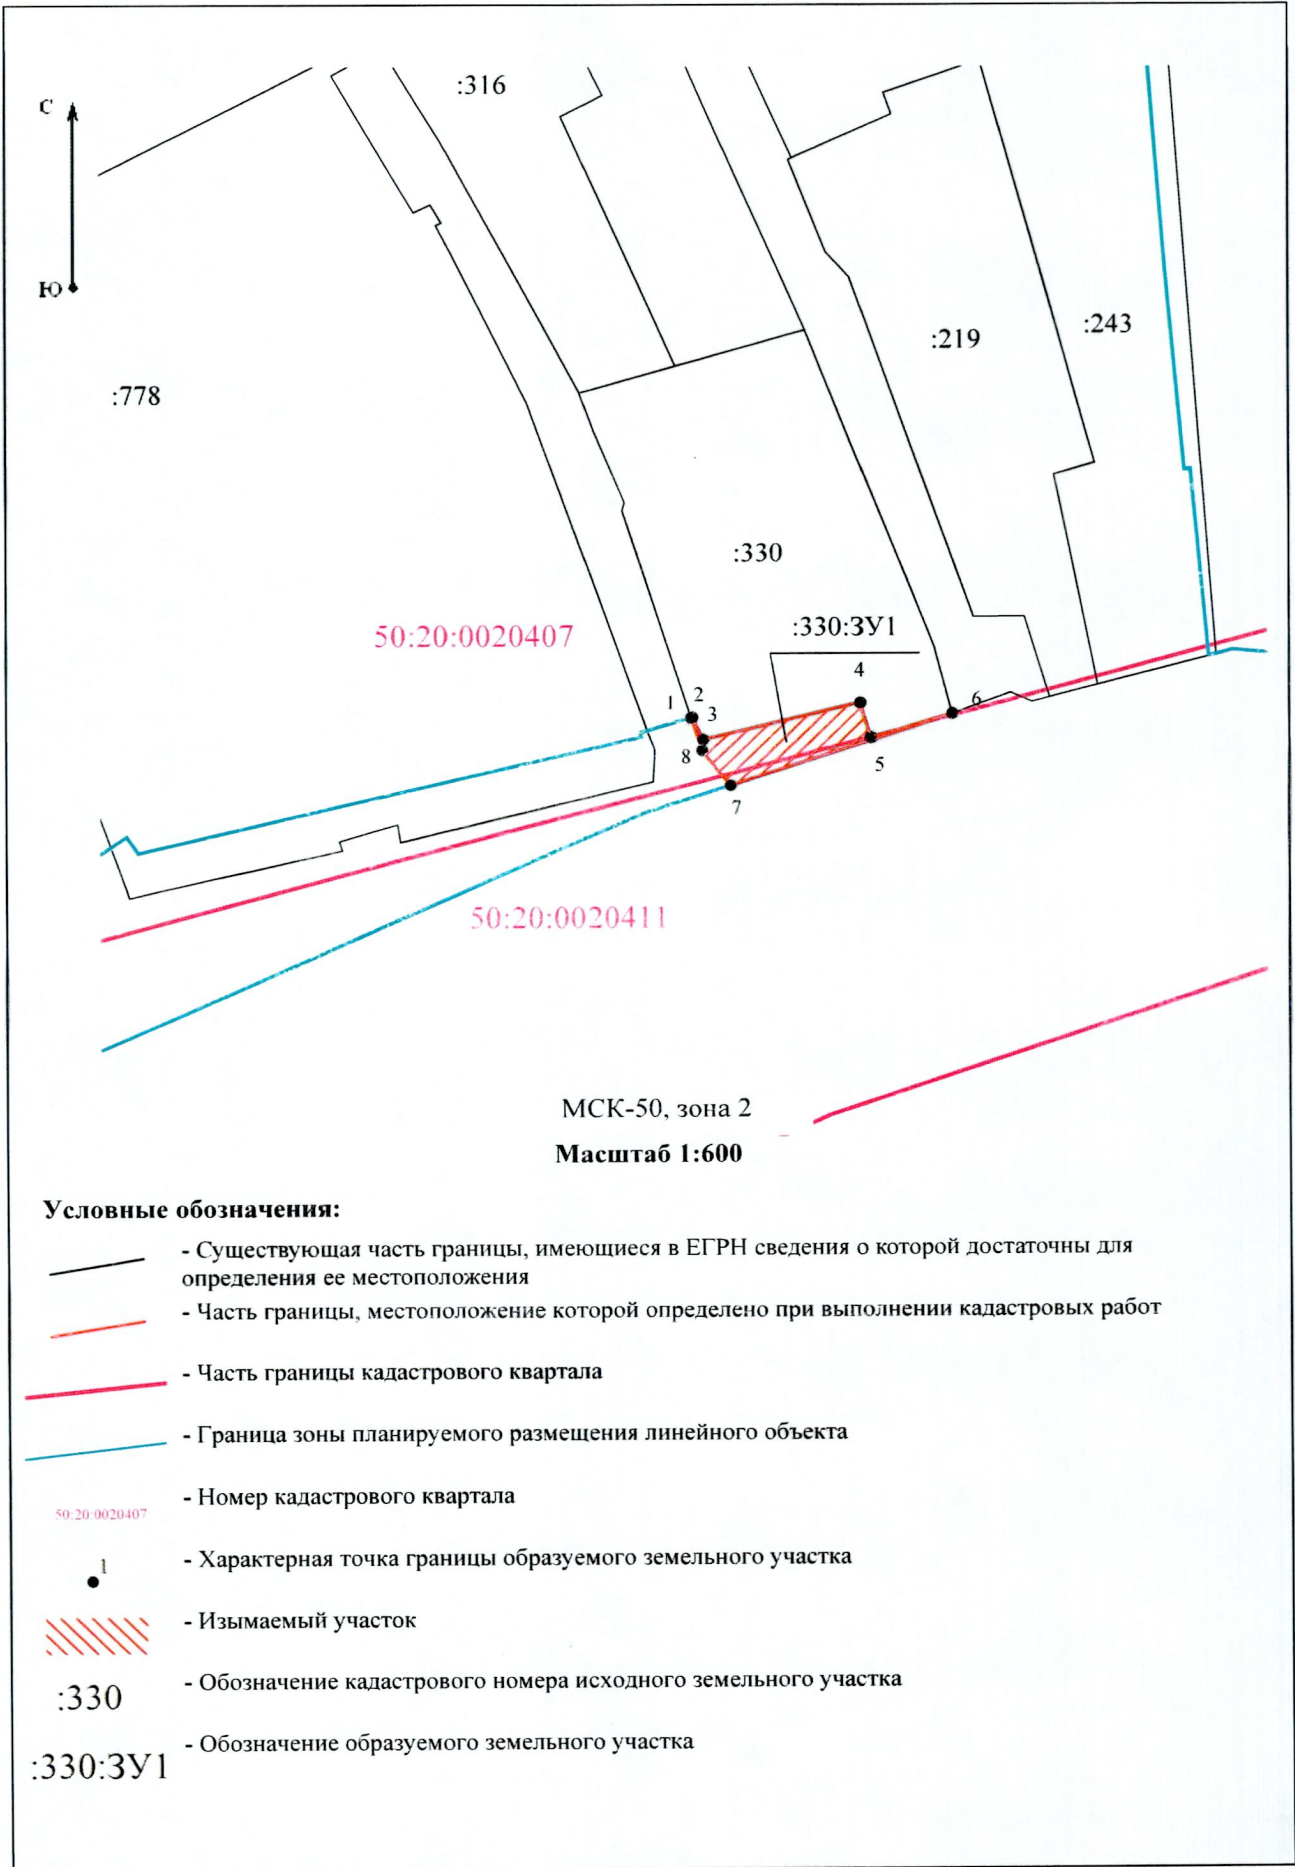 :316
С
Ю
:243
:219
:778
:330
50:20:0020407
:330:ЗУ1
4
1
2
3
6
8
5
7
50:20:0020411
МСК-50, зона 2
Масштаб 1:600
Условные обозначения:
- Существующая часть границы, имеющиеся в ЕГРН сведения о которой достаточны для
определения ее местоположения
- Часть границы, местоположение которой определено при выполнении кадастровых работ
- Часть границы кадастрового квартала
- Граница зоны планируемого размещения линейного объекта
50:20:0020407 - Номер кадастрового квартала
1 - Характерная точка границы образуемого земельного участка
- Изымаемый участок
:330 - Обозначение кадастрового номера исходного земельного участка
:330:ЗУ1 - Обозначение образуемого земельного участка